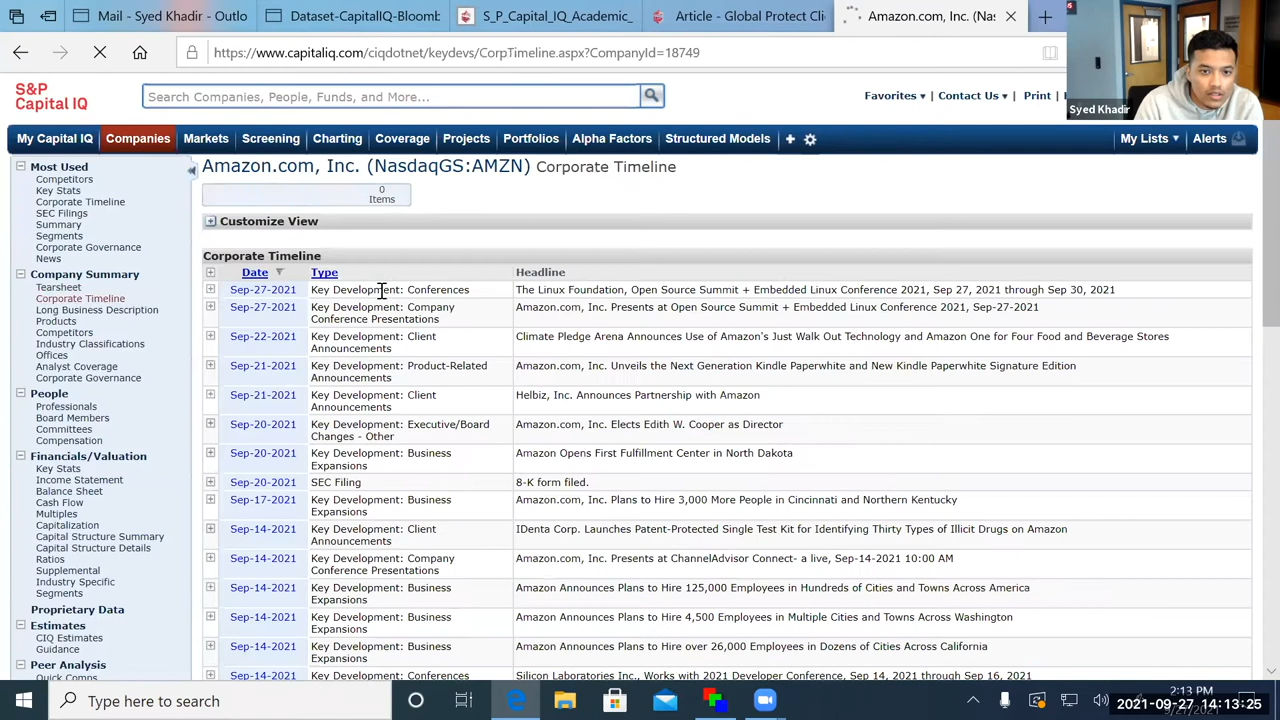 Mail - Syed Khadir - Outlo
Dataset-CapitalIQ-Bloomb
S_P_Capital_IQ_Academic_
Article - Global Protect Cli
Amazon.com, Inc. (Nas
https://www.capitaliq.com/ciqdotnet/keydevs/CorpTimeline.aspx?CompanyId=18749
Syed Khadir
S&P
Capital IQ
Search Companies, People, Funds, and More...
Favorites
Contact Us
Print
My Capital IQ
Companies
Markets
Screening
Charting
Coverage
Projects
Portfolios
Alpha Factors
Structured Models
My Lists
Alerts
Most Used
Competitors
Key Stats
Corporate Timeline
SEC Filings
Summary
Segments
Corporate Governance
News
Company Summary
Tearsheet
Corporate Timeline
Long Business Description
Products
Competitors
Industry Classifications
Offices
Analyst Coverage
Corporate Governance
People
Professionals
Board Members
Committees
Compensation
Financials/Valuation
Key Stats
Income Statement
Balance Sheet
Cash Flow
Multiples
Capitalization
Capital Structure Summary
Capital Structure Details
Ratios
Supplemental
Industry Specific
Segments
Proprietary Data
Estimates
CIQ Estimates
Guidance
Peer Analysis
Quick Comps
Amazon.com, Inc. (NasdaqGS:AMZN) Corporate Timeline
0
Items
Customize View
Corporate Timeline
Date Type Headline
Sep-27-2021 Key Development: Conferences The Linux Foundation, Open Source Summit + Embedded Linux Conference 2021, Sep 27, 2021 through Sep 30, 2021
Sep-27-2021 Key Development: Company Amazon.com, Inc. Presents at Open Source Summit + Embedded Linux Conference 2021, Sep-27-2021
Conference Presentations
Sep-22-2021 Key Development: Client Climate Pledge Arena Announces Use of Amazon's Just Walk Out Technology and Amazon One for Four Food and Beverage Stores
Announcements
Sep-21-2021 Key Development: Product-Related Amazon.com, Inc. Unveils the Next Generation Kindle Paperwhite and New Kindle Paperwhite Signature Edition
Announcements
Sep-21-2021 Key Development: Client Helbiz, Inc. Announces Partnership with Amazon
Announcements
Sep-20-2021 Key Development: Executive/Board Amazon.com, Inc. Elects Edith W. Cooper as Director
Changes - Other
Sep-20-2021 Key Development: Business Amazon Opens First Fulfillment Center in North Dakota
Expansions
Sep-20-2021 SEC Filing 8-K form filed.
Sep-17-2021 Key Development: Business Amazon.com, Inc. Plans to Hire 3,000 More People in Cincinnati and Northern Kentucky
Expansions
Sep-14-2021 Key Development: Client IDenta Corp. Launches Patent-Protected Single Test Kit for Identifying Thirty Types of Illicit Drugs on Amazon
Announcements
Sep-14-2021 Key Development: Company Amazon.com, Inc. Presents at ChannelAdvisor Connect- a live, Sep-14-2021 10:00 AM
Conference Presentations
Sep-14-2021 Key Development: Business Amazon Announces Plans to Hire 125,000 Employees in Hundreds of Cities and Towns Across America
Expansions
Sep-14-2021 Key Development: Business Amazon Announces Plans to Hire 4,500 Employees in Multiple Cities and Towns Across Washington
Expansions
Sep-14-2021 Key Development: Business Amazon Announces Plans to Hire over 26,000 Employees in Dozens of Cities Across California
Expansions
Sep-14-2021 Key Development: Conferences Silicon Laboratories Inc., Works with 2021 Developer Conference, Sep 14, 2021 through Sep 16, 2021
Type here to search
2:13 PM
2021-09-27 14:13:25